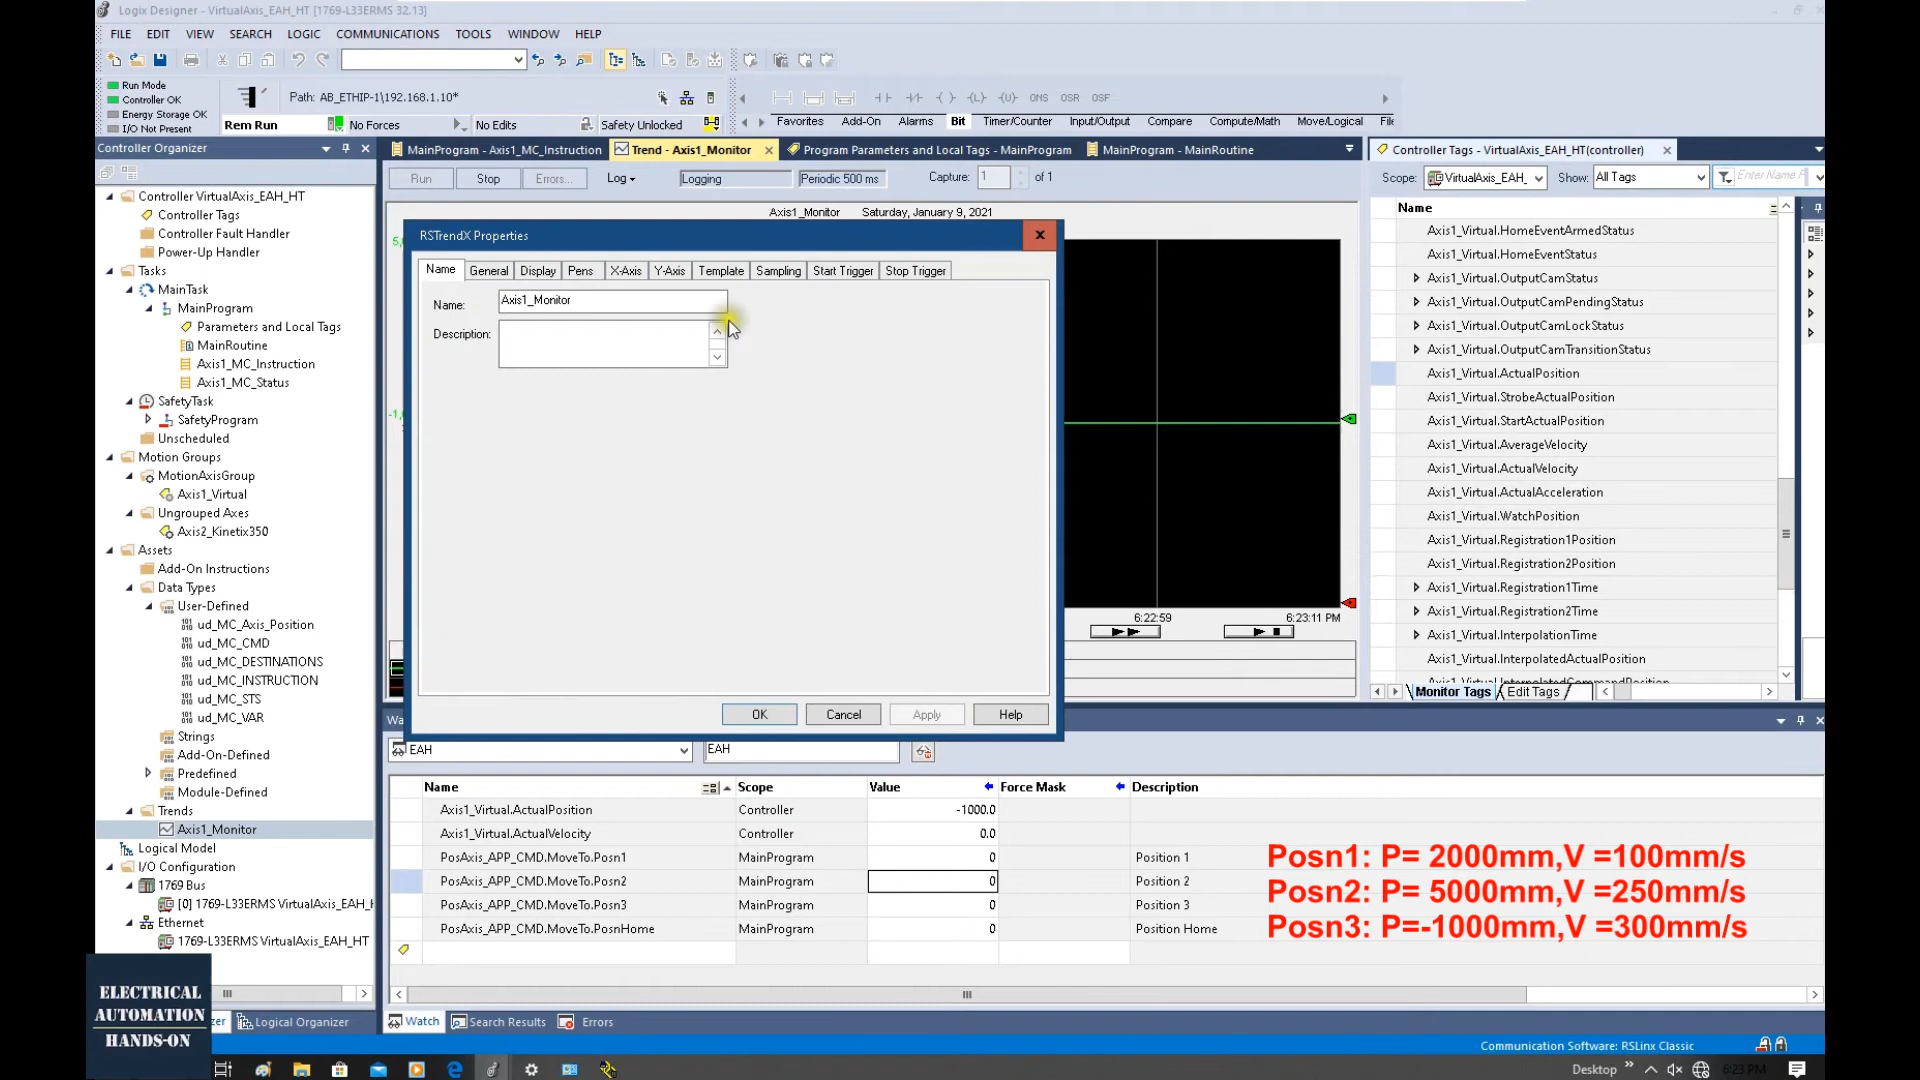 Logix Designer - VirtualAxis_EAH_HT [1769-L33ERMS 32.13]
FILE EDIT VIEW SEARCH LOGIC COMMUNICATIONS TOOLS WINDOW HELP
Run Mode
Controller OK
Energy Storage OK
I/O Not Present
Path: AB_ETHIP-1\192.168.1.10*
Rem Run No Forces No Edits Safety Unlocked
ONS OSR OSF
Favorites Add-On Alarms Bit Timer/Counter Input/Output Compare Compute/Math Move/Logical
Controller Organizer
MainProgram - Axis1_MC_Instruction Trend - Axis1_Monitor Program Parameters and Local Tags - MainProgram MainProgram - MainRoutine
Controller Tags - VirtualAxis_EAH_HT(controller)
Run Stop Errors... Log Logging Periodic 500 ms Capture: 1 of 1
Scope: VirtualAxis_EAH_ Show: All Tags Enter Name
Controller VirtualAxis_EAH_HT
Controller Tags
Controller Fault Handler
Power-Up Handler
Tasks
MainTask
MainProgram
Parameters and Local Tags
MainRoutine
Axis1_MC_Instruction
Axis1_MC_Status
SafetyTask
SafetyProgram
Unscheduled
Motion Groups
MotionAxisGroup
Axis1_Virtual
Ungrouped Axes
Axis2_Kinetix350
Assets
Add-On Instructions
Data Types
User-Defined
ud_MC_Axis_Position
ud_MC_CMD
ud_MC_DESTINATIONS
ud_MC_INSTRUCTION
ud_MC_STS
ud_MC_VAR
Strings
Add-On-Defined
Predefined
Module-Defined
Trends
Axis1_Monitor
Logical Model
I/O Configuration
1769 Bus
[0] 1769-L33ERMS VirtualAxis_EAH_H
Ethernet
1769-L33ERMS VirtualAxis_EAH_HT
Logical Organizer
Axis1_Monitor Saturday, January 9, 2021
RSTrendX Properties
Name General Display Pens X-Axis Y-Axis Template Sampling Start Trigger Stop Trigger
Name: Axis1_Monitor
Description:
OK Cancel Apply Help
6:22:59 6:23:11 PM
Name
Axis1_Virtual.HomeEventArmedStatus
Axis1_Virtual.HomeEventStatus
Axis1_Virtual.OutputCamStatus
Axis1_Virtual.OutputCamPendingStatus
Axis1_Virtual.OutputCamLockStatus
Axis1_Virtual.OutputCamTransitionStatus
Axis1_Virtual.ActualPosition
Axis1_Virtual.StrobeActualPosition
Axis1_Virtual.StartActualPosition
Axis1_Virtual.AverageVelocity
Axis1_Virtual.ActualVelocity
Axis1_Virtual.ActualAcceleration
Axis1_Virtual.WatchPosition
Axis1_Virtual.Registration1Position
Axis1_Virtual.Registration2Position
Axis1_Virtual.Registration1Time
Axis1_Virtual.Registration2Time
Axis1_Virtual.InterpolationTime
Axis1_Virtual.InterpolatedActualPosition
Monitor Tags Edit Tags
EAH EAH
Name Scope Value Force Mask Description
Axis1_Virtual.ActualPosition Controller -1000.0
Axis1_Virtual.ActualVelocity Controller 0.0
PosAxis_APP_CMD.MoveTo.Posn1 MainProgram 0 Position 1
PosAxis_APP_CMD.MoveTo.Posn2 MainProgram 0 Position 2
PosAxis_APP_CMD.MoveTo.Posn3 MainProgram 0 Position 3
PosAxis_APP_CMD.MoveTo.PosnHome MainProgram 0 Position Home
Posn1: P= 2000mm,V =100mm/s
Posn2: P= 5000mm,V =250mm/s
Posn3: P=-1000mm,V =300mm/s
Watch Search Results Errors
ELECTRICAL
AUTOMATION
HANDS-ON
Communication Software: RSLinx Classic
Desktop 6:23 PM